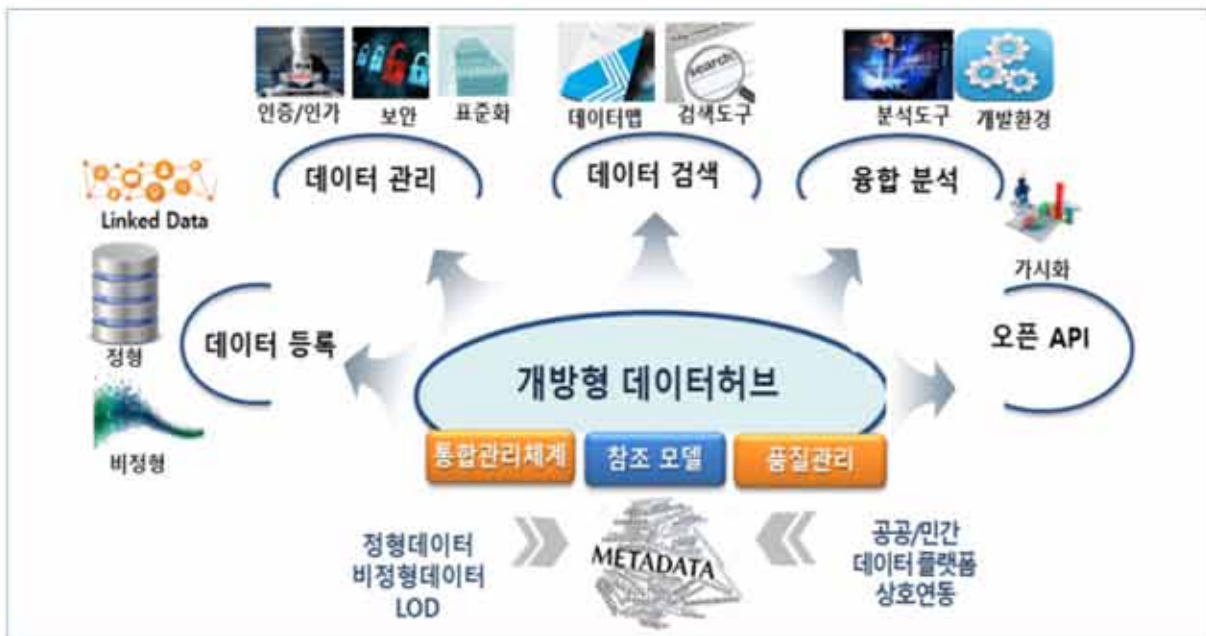 인증/인가
보안
표준화
데이터맵
검색도구
search
분석도구
개발환경
데이터 관리
데이터 검색
융합 분석
Linked Data
가시화
정형
데이터 등록
오픈 API
비정형
개방형 데이터허브
통합관리체계
참조 모델
품질관리
정형데이터
비정형데이터
LOD
METADATA
공공/민간
데이터 플랫폼
상호연동